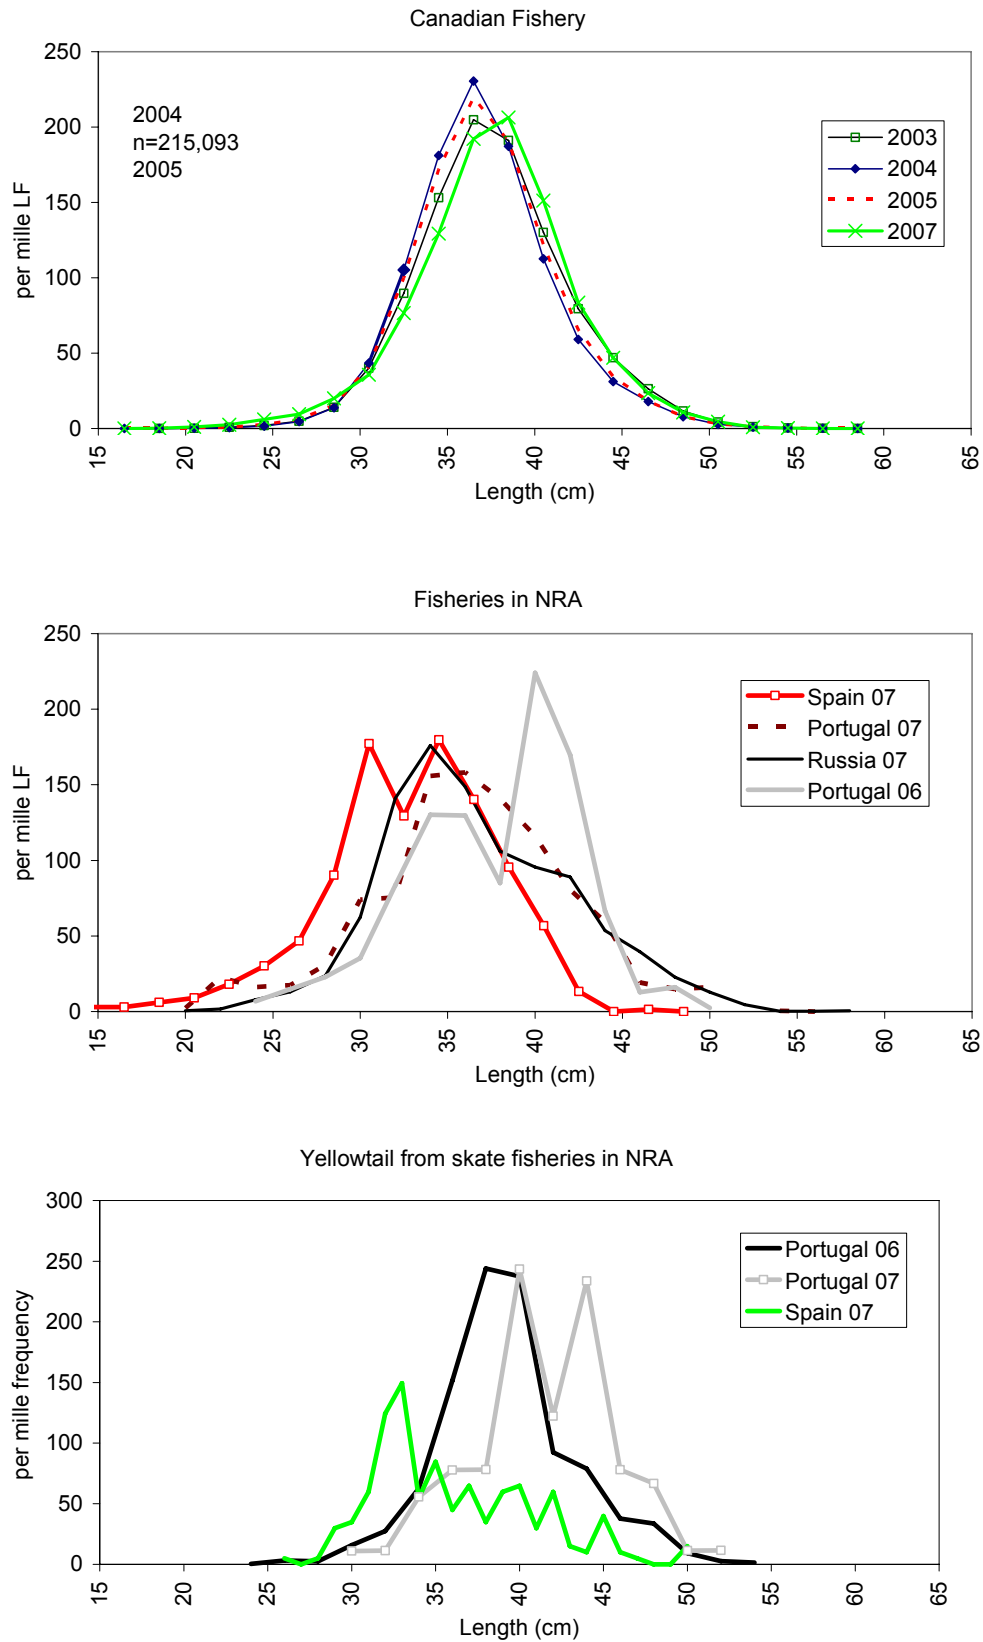 Canadian Fishery
250
200
150
100
50
0
per mille LF
2004
n=215,093
2005
2003
2004
2005
2007
15 20 25 30 35 40 45 50 55 60 65
Length (cm)
Fisheries in NRA
250
200
150
100
50
0
per mille LF
Spain 07
Portugal 07
Russia 07
Portugal 06
15 20 25 30 35 40 45 50 55 60 65
Length (cm)
Yellowtail from skate fisheries in NRA
300
250
200
150
100
50
0
per mille frequency
Portugal 06
Portugal 07
Spain 07
15 20 25 30 35 40 45 50 55 60 65
Length (cm)